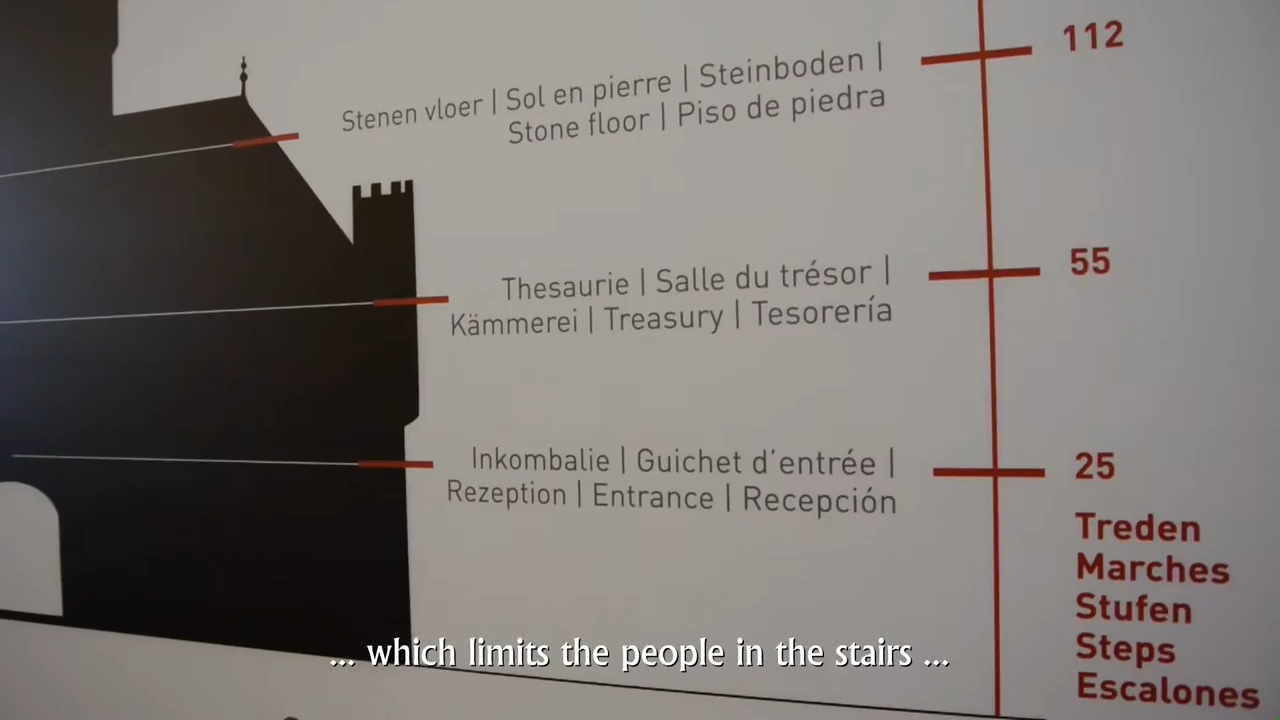 Stenen vloer | Sol en pierre | Steinboden |
Stone floor | Piso de piedra
112
Thesaurie | Salle du trésor |
Kämmerei | Treasury | Tesorería
55
Inkombalie | Guichet d'entrée |
Rezeption | Entrance | Recepción
25
Treden
Marches
Stufen
Steps
Escalones
... which limits the people in the stairs ...